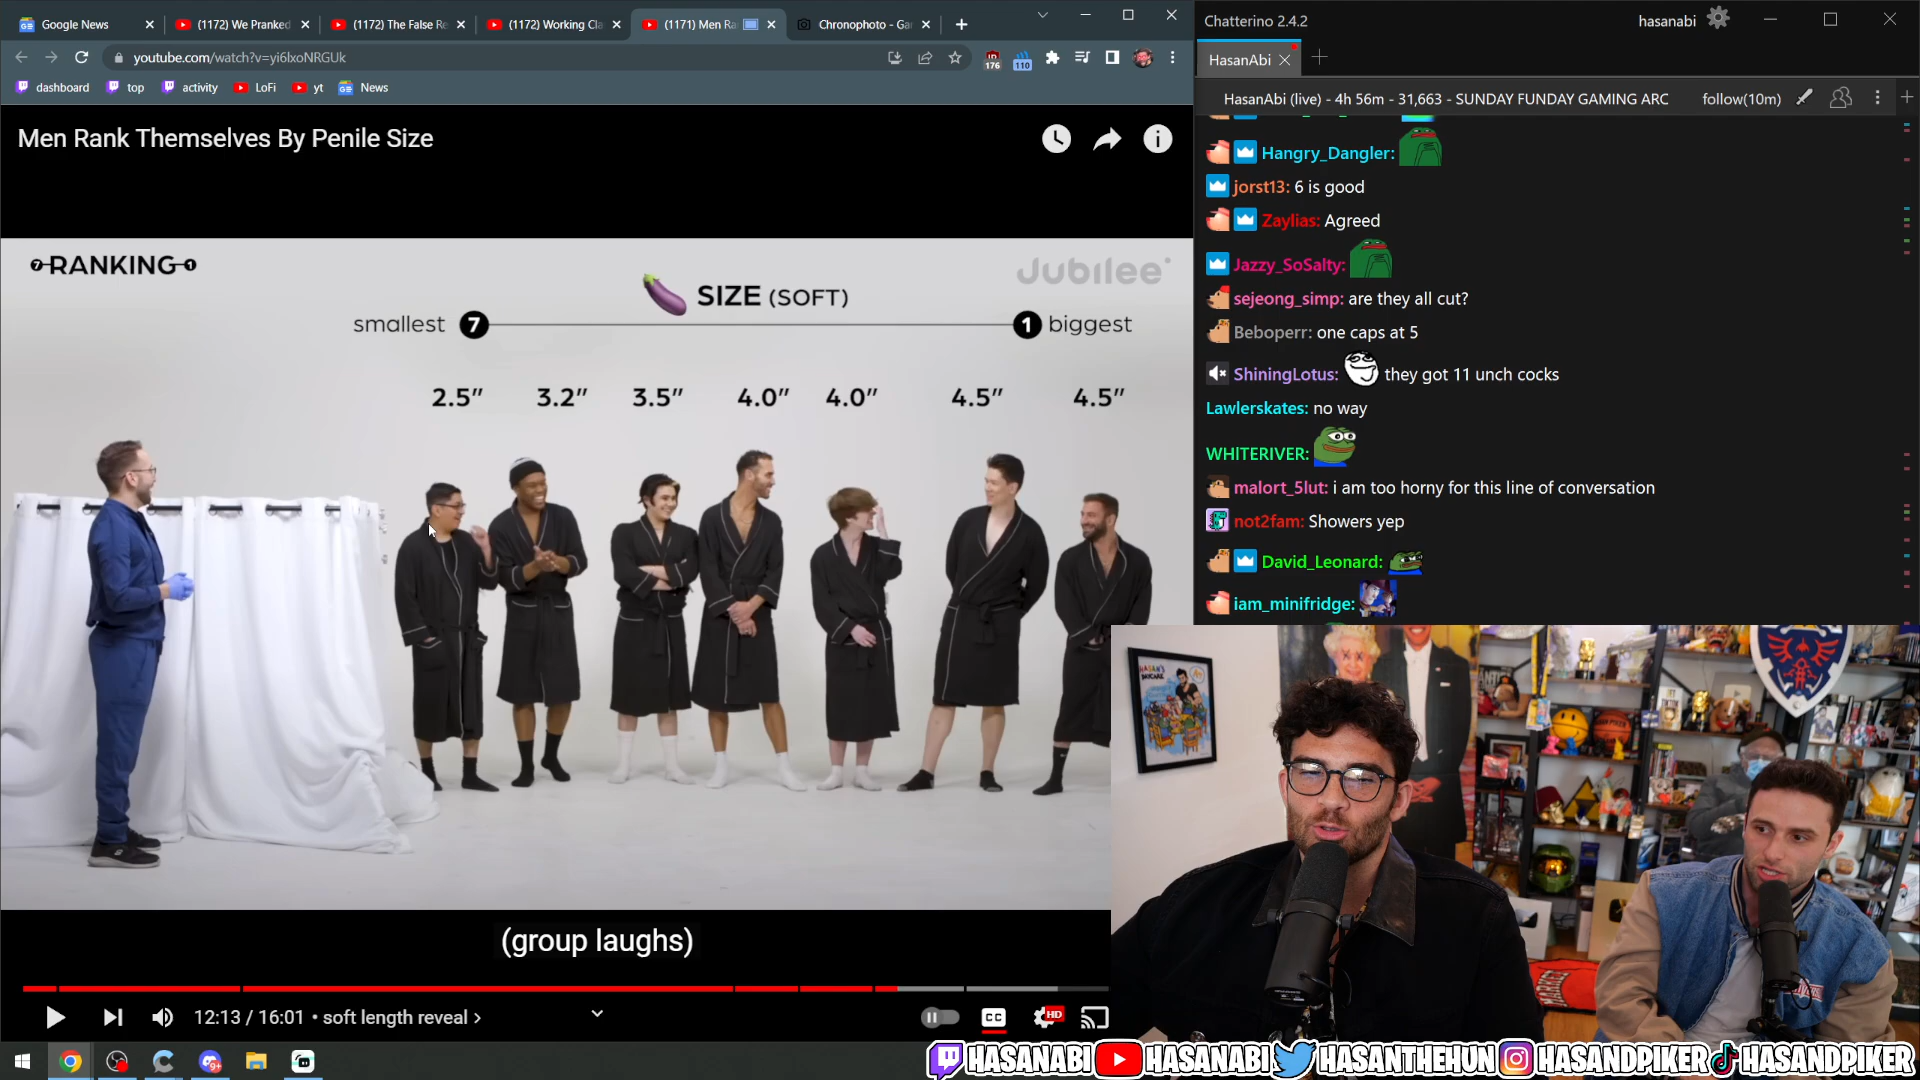 Google News
(1172) We Pranked
(1172) The False Re
(1172) Working Cla
(1171) Men Ra
Chronophoto - Ga
youtube.com/watch?v=yi6lxoNRGUk
176
110
dashboard
top
activity
LoFi
yt
News
Men Rank Themselves By Penile Size
7 RANKING 1
Jubilee
SIZE (SOFT)
smallest 7
1 biggest
2.5" 3.2" 3.5" 4.0" 4.0" 4.5" 4.5"
(group laughs)
12:13 / 16:01 • soft length reveal ›
CC
HD
Chatterino 2.4.2
hasanabi
HasanAbi
HasanAbi (live) - 4h 56m - 31,663 - SUNDAY FUNDAY GAMING ARC
follow(10m)
Hangry_Dangler:
jorst13: 6 is good
Zaylias: Agreed
Jazzy_SoSalty:
sejeong_simp: are they all cut?
Beboperr: one caps at 5
ShiningLotus: they got 11 unch cocks
Lawlerskates: no way
WHITERIVER:
malort_5lut: i am too horny for this line of conversation
not2fam: Showers yep
David_Leonard:
iam_minifridge:
HASANABI HASANABI HASANTHEHUN HASANDPIKER HASANDPIKER